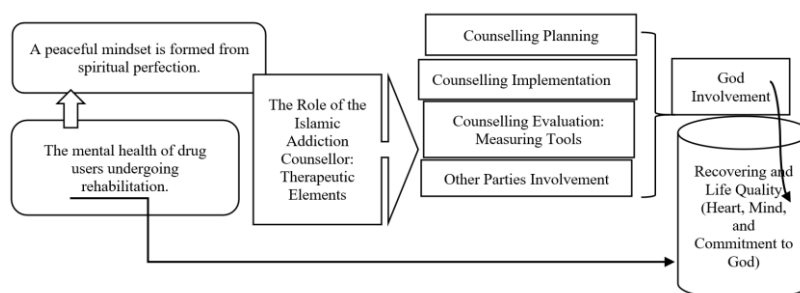 A peaceful mindset is formed from
spiritual perfection.
The mental health of drug
users undergoing
rehabilitation.
The Role of the
Islamic
Addiction
Counsellor:
Therapeutic
Elements
Counselling Planning
Counselling Implementation
Counselling Evaluation:
Measuring Tools
Other Parties Involvement
God
Involvement
Recovering and
Life Quality
(Heart, Mind,
and
Commitment to
God)